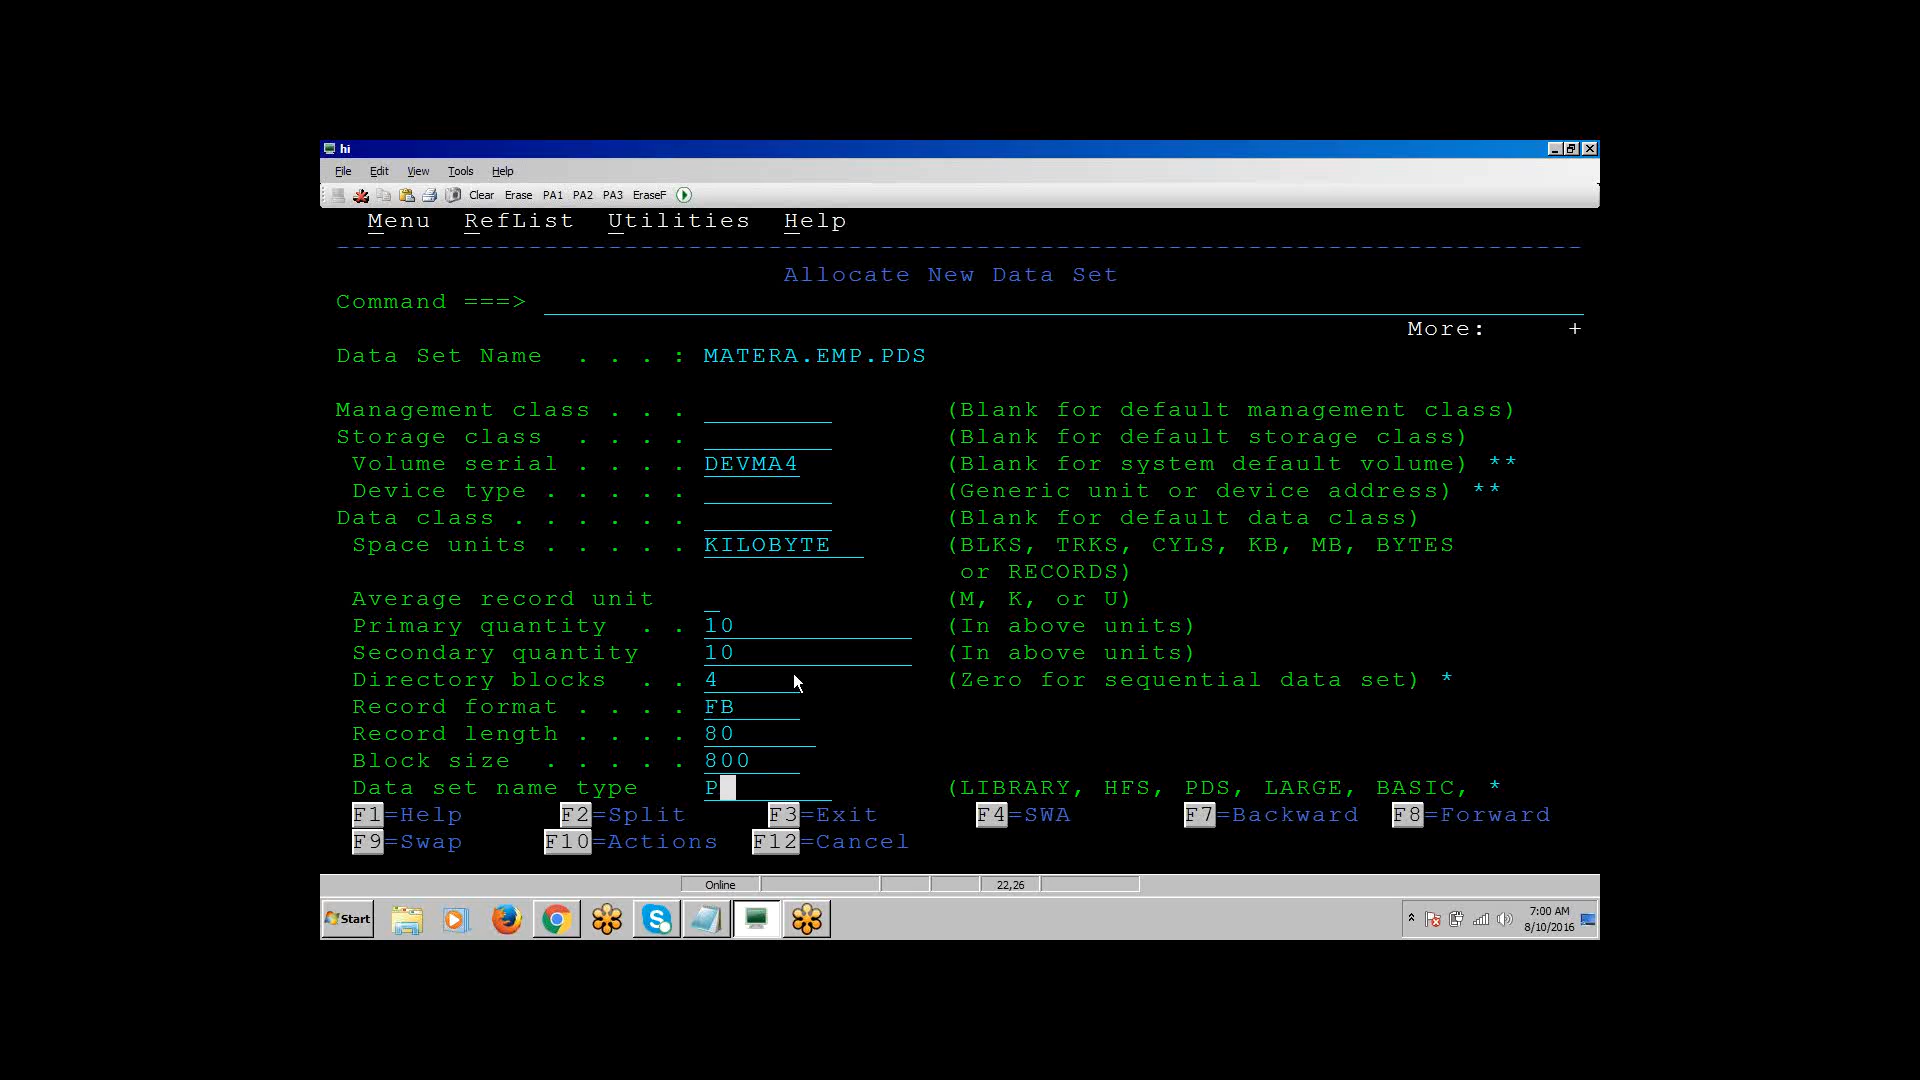 hi
File Edit View Tools Help
Clear Erase PA1 PA2 PA3 EraseF
Menu RefList Utilities Help
Allocate New Data Set
Command ===>
More: +
Data Set Name . . . : MATERA.EMP.PDS
Management class . . . (Blank for default management class)
Storage class . . . . (Blank for default storage class)
Volume serial . . . . DEVMA4 (Blank for system default volume) **
Device type . . . . . (Generic unit or device address) **
Data class . . . . . . (Blank for default data class)
Space units . . . . . KILOBYTE (BLKS, TRKS, CYLS, KB, MB, BYTES
or RECORDS)
Average record unit _ (M, K, or U)
Primary quantity . . 10 (In above units)
Secondary quantity 10 (In above units)
Directory blocks . . 4 (Zero for sequential data set) *
Record format . . . . FB
Record length . . . . 80
Block size . . . . . 800
Data set name type P (LIBRARY, HFS, PDS, LARGE, BASIC, *
F1=Help F2=Split F3=Exit F4=SWA F7=Backward F8=Forward
F9=Swap F10=Actions F12=Cancel
Online 22,26
Start 7:00 AM
8/10/2016